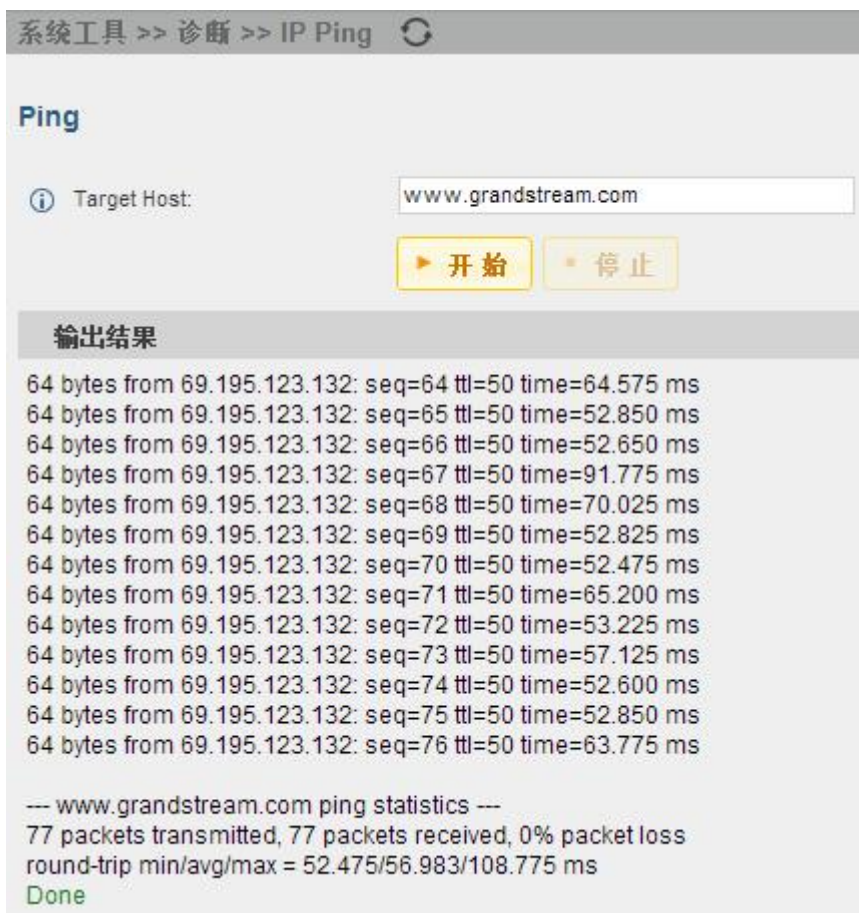 系统工具 >> 诊断 >> IP Ping
Ping
Target Host:
www.grandstream.com
开始
停止
输出结果
64 bytes from 69.195.123.132: seq=64 ttl=50 time=64.575 ms
64 bytes from 69.195.123.132: seq=65 ttl=50 time=52.850 ms
64 bytes from 69.195.123.132: seq=66 ttl=50 time=52.650 ms
64 bytes from 69.195.123.132: seq=67 ttl=50 time=91.775 ms
64 bytes from 69.195.123.132: seq=68 ttl=50 time=70.025 ms
64 bytes from 69.195.123.132: seq=69 ttl=50 time=52.825 ms
64 bytes from 69.195.123.132: seq=70 ttl=50 time=52.475 ms
64 bytes from 69.195.123.132: seq=71 ttl=50 time=65.200 ms
64 bytes from 69.195.123.132: seq=72 ttl=50 time=53.225 ms
64 bytes from 69.195.123.132: seq=73 ttl=50 time=57.125 ms
64 bytes from 69.195.123.132: seq=74 ttl=50 time=52.600 ms
64 bytes from 69.195.123.132: seq=75 ttl=50 time=52.850 ms
64 bytes from 69.195.123.132: seq=76 ttl=50 time=63.775 ms
--- www.grandstream.com ping statistics ---
77 packets transmitted, 77 packets received, 0% packet loss
round-trip min/avg/max = 52.475/56.983/108.775 ms
Done